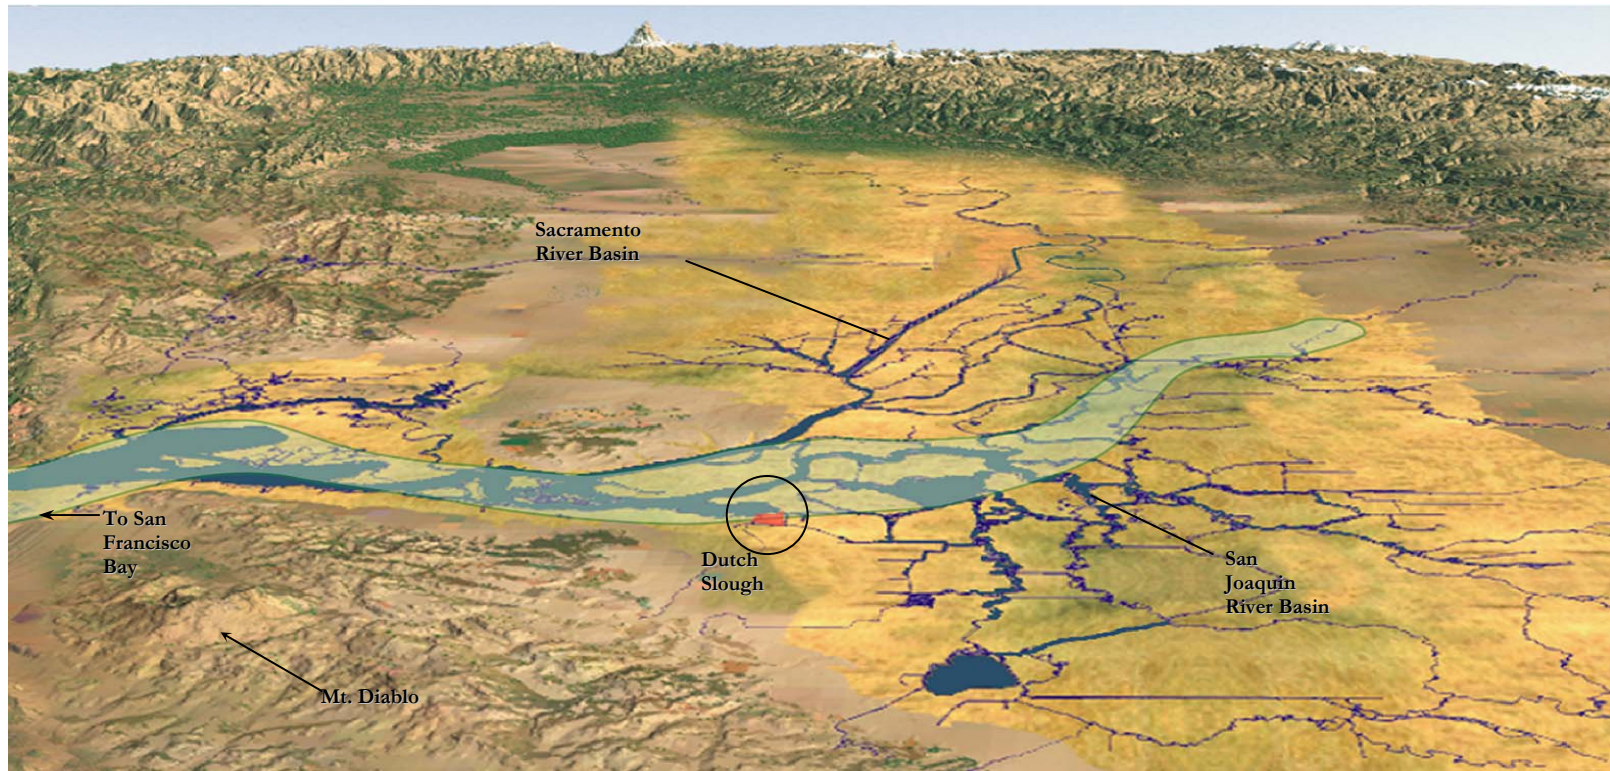 Sacramento
River Basin
To San
Francisco
Bay
Dutch
Slough
San
Joaquin
River Basin
Mt. Diablo